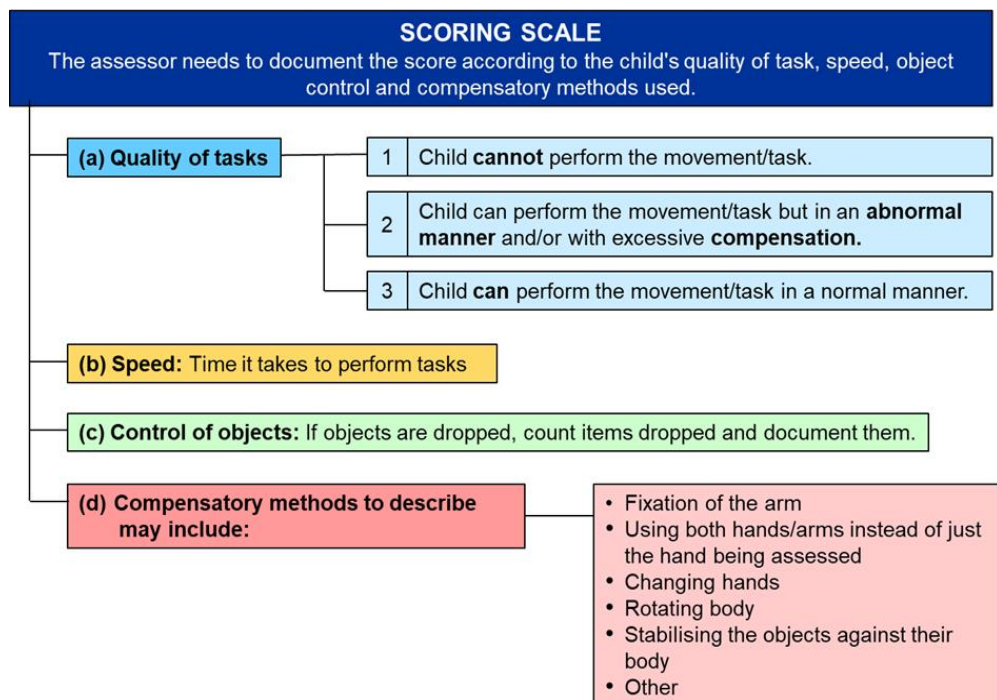 SCORING SCALE
The assessor needs to document the score according to the child's quality of task, speed, object
control and compensatory methods used.
(a) Quality of tasks
1 Child cannot perform the movement/task.
2 Child can perform the movement/task but in an abnormal
manner and/or with excessive compensation.
3 Child can perform the movement/task in a normal manner.
(b) Speed: Time it takes to perform tasks
(c) Control of objects: If objects are dropped, count items dropped and document them.
(d) Compensatory methods to describe
may include:
• Fixation of the arm
• Using both hands/arms instead of just
the hand being assessed
• Changing hands
• Rotating body
• Stabilising the objects against their
body
• Other